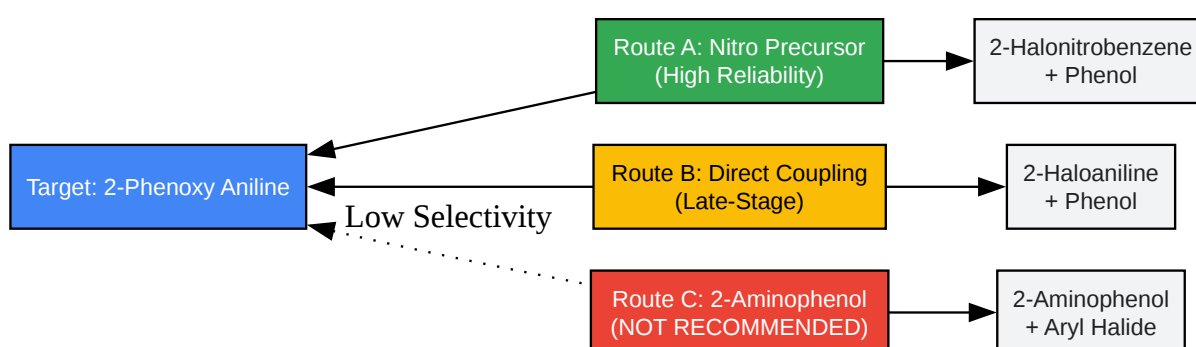 Route A: Nitro Precursor
(High Reliability)
2-Halonitrobenzene
+ Phenol
Target: 2-Phenoxy Aniline
Route B: Direct Coupling
(Late-Stage)
2-Haloaniline
+ Phenol
Low Selectivity
Route C: 2-Aminophenol
(NOT RECOMMENDED)
2-Aminophenol
+ Aryl Halide